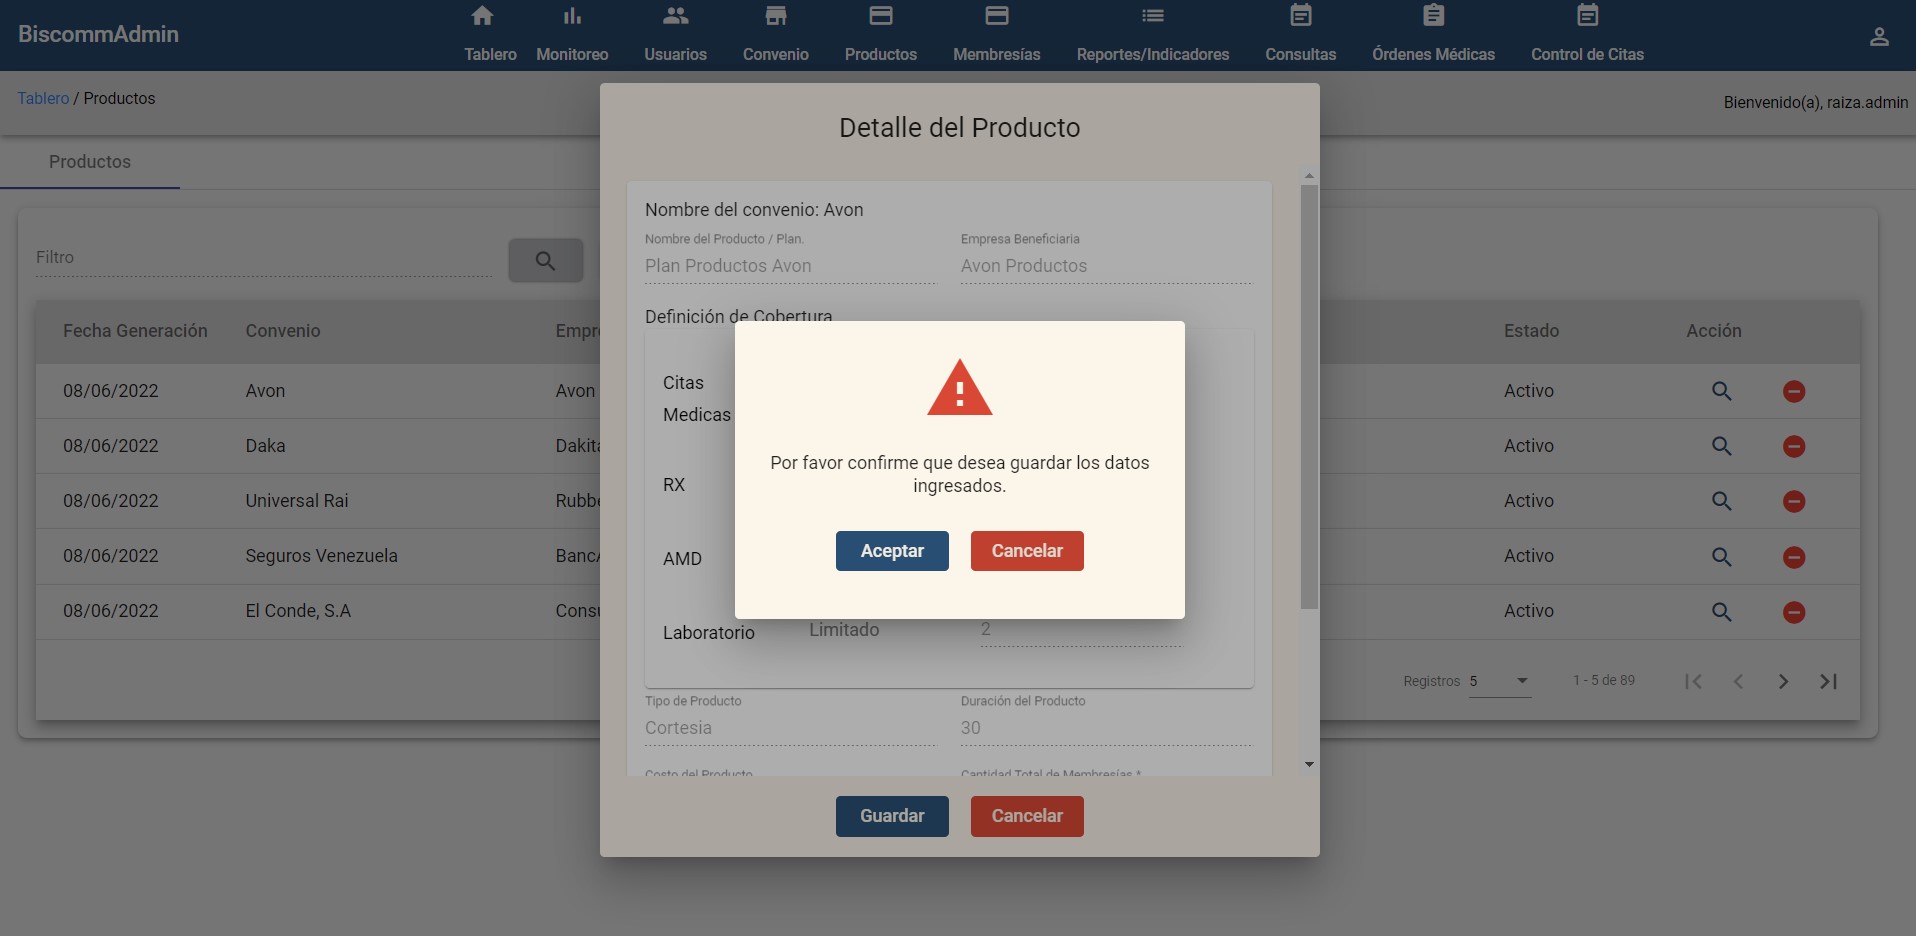 BiscommAdmin
Tablero Monitoreo Usuarios Convenio Productos Membresías Reportes/Indicadores Consultas Órdenes Médicas Control de Citas
Tablero / Productos
Bienvenido(a), raiza.admin
Productos
Filtro
Fecha Generación Convenio Estado Acción
08/06/2022 Avon Avon Activo
08/06/2022 Daka Activo
08/06/2022 Universal Rai Activo
08/06/2022 Seguros Venezuela Activo
08/06/2022 El Conde, S.A Activo
Registros 5 1 - 5 de 89
Detalle del Producto
Nombre del convenio: Avon
Nombre del Producto / Plan. Empresa Beneficiaria
Plan Productos Avon Avon Productos
Definición de Cobertura
Citas
Medicas
RX
AMD
Laboratorio Limitado 2
Tipo de Producto Duración del Producto
Cortesia 30
Costo del Producto Cantidad Total de Membresías *
Guardar Cancelar
Por favor confirme que desea guardar los datos
ingresados.
Aceptar Cancelar